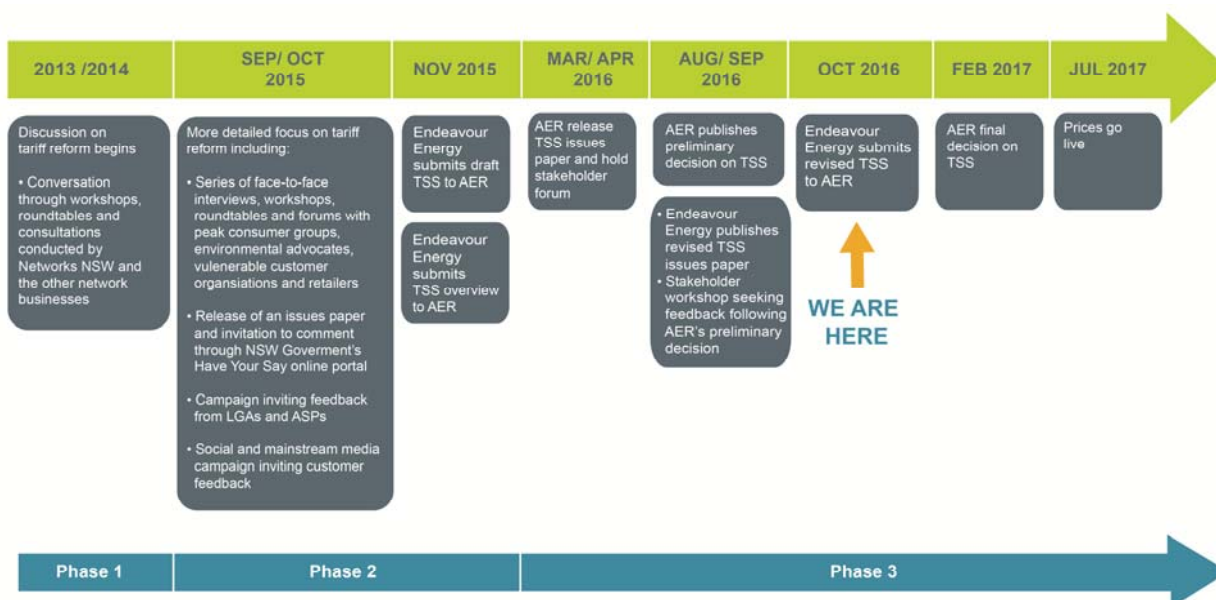 2013 /2014
SEP/ OCT
2015
NOV 2015
MAR/ APR
2016
AUG/ SEP
2016
OCT 2016
FEB 2017
JUL 2017
Discussion on
tariff reform begins
• Conversation
through workshops,
roundtables and
consultations
conducted by
Networks NSW and
the other network
businesses
More detailed focus on tariff
reform including:
• Series of face-to-face
interviews, workshops,
roundtables and forums with
peak consumer groups,
environmental advocates,
vulenerable customer
organsiations and retailers
• Release of an issues paper
and invitation to comment
through NSW Goverment's
Have Your Say online portal
• Campaign inviting feedback
from LGAs and ASPs
• Social and mainstream media
campaign inviting customer
feedback
Endeavour
Energy
submits draft
TSS to AER
Endeavour
Energy
submits
TSS overview
to AER
AER release
TSS issues
paper and hold
stakeholder
forum
AER publishes
preliminary
decision on TSS
• Endeavour
Energy publishes
revised TSS
issues paper
• Stakeholder
workshop seeking
feedback following
AER's preliminary
decision
Endeavour
Energy submits
revised TSS
to AER
WE ARE
HERE
AER final
decision on
TSS
Prices go
live
Phase 1
Phase 2
Phase 3